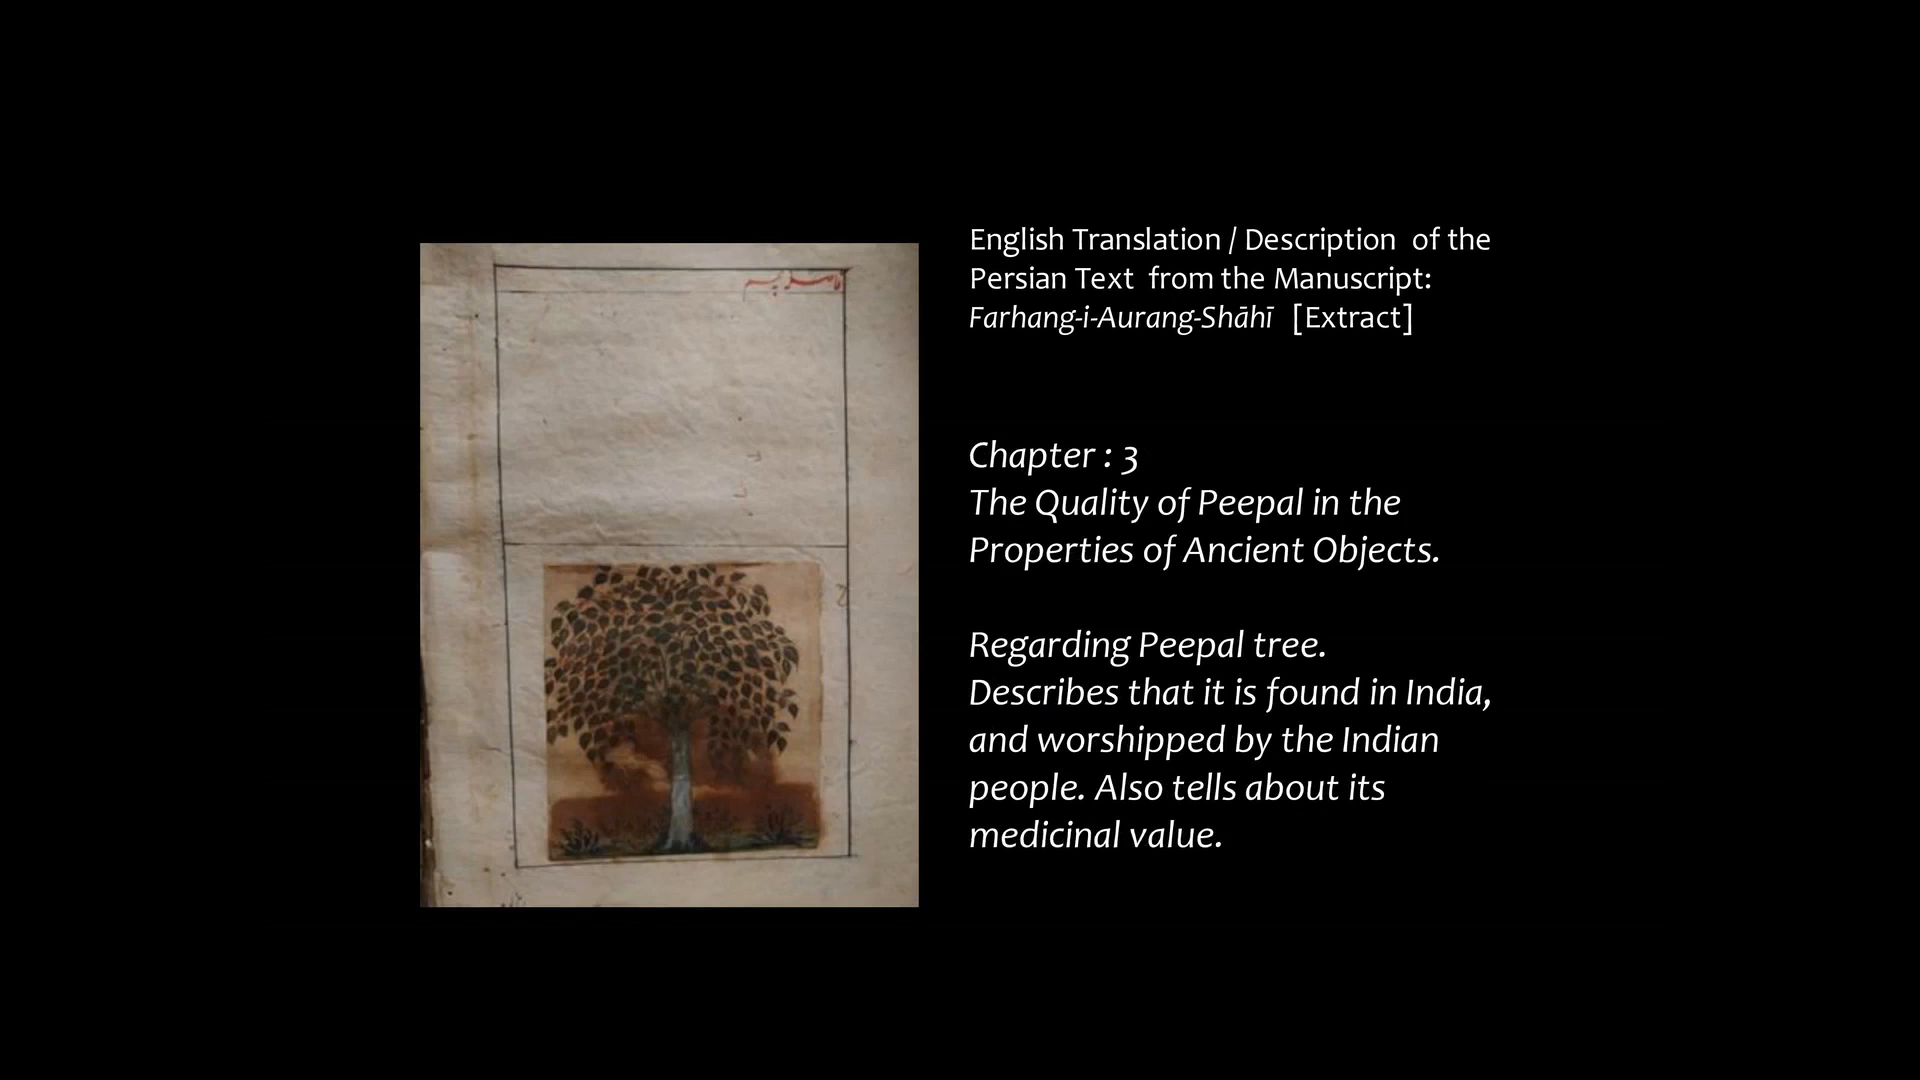 English Translation / Description of the
Persian Text from the Manuscript:
Farhang-i-Aurang-Shāhī [Extract]
Chapter : 3
The Quality of Peepal in the
Properties of Ancient Objects.
Regarding Peepal tree.
Describes that it is found in India,
and worshipped by the Indian
people. Also tells about its
medicinal value.